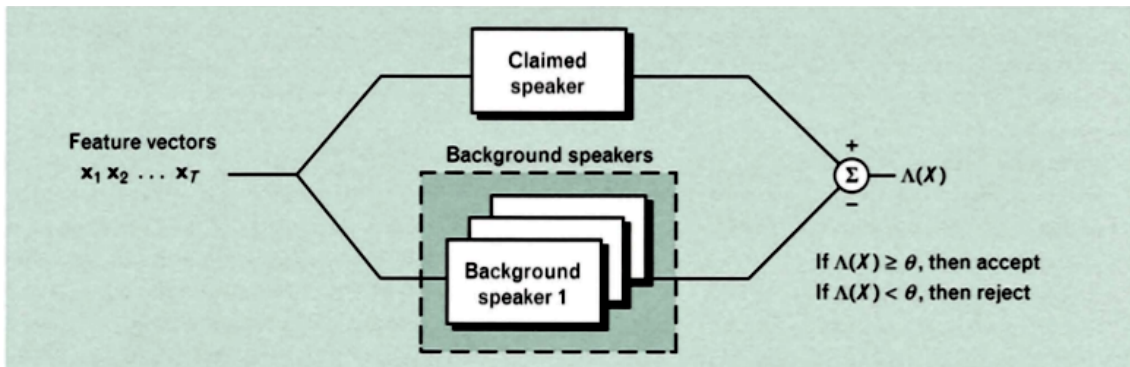 Claimed
speaker
Feature vectors
x₁ x₂ ... x_T
Background speakers
Background
speaker 1
+
Σ
−
Λ(X)
If Λ(X) ≥ θ, then accept
If Λ(X) < θ, then reject